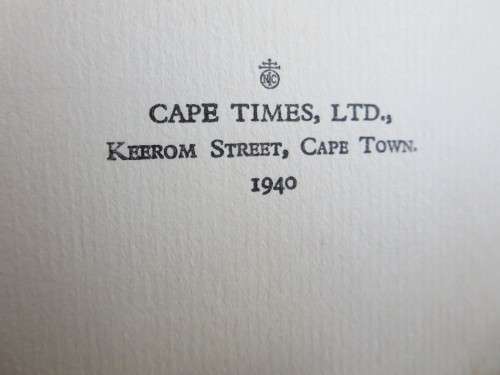 CAPE TIMES, LTD.,
KEEROM STREET, CAPE TOWN.
1940